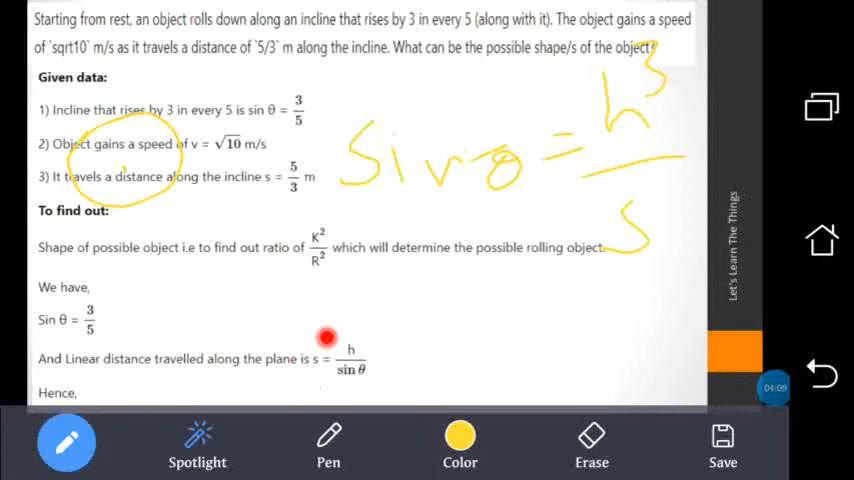 Starting from rest, an object rolls down along an incline that rises by 3 in every 5 (along with it). The object gains a speed
of `sqrt10` m/s as it travels a distance of `5/3` m along the incline. What can be the possible shape/s of the object?
Given data:
1) Incline that rises by 3 in every 5 is sin θ = 3/5
2) Object gains a speed of v = √10 m/s
3) It travels a distance along the incline s = 5/3 m
To find out:
Shape of possible object i.e to find out ratio of K²/R² which will determine the possible rolling object.
We have,
Sin θ = 3/5
And Linear distance travelled along the plane is s = h/sin θ
Hence,
Sin θ = h 3
S
Let's Learn The Things
04:09
Spotlight
Pen
Color
Erase
Save